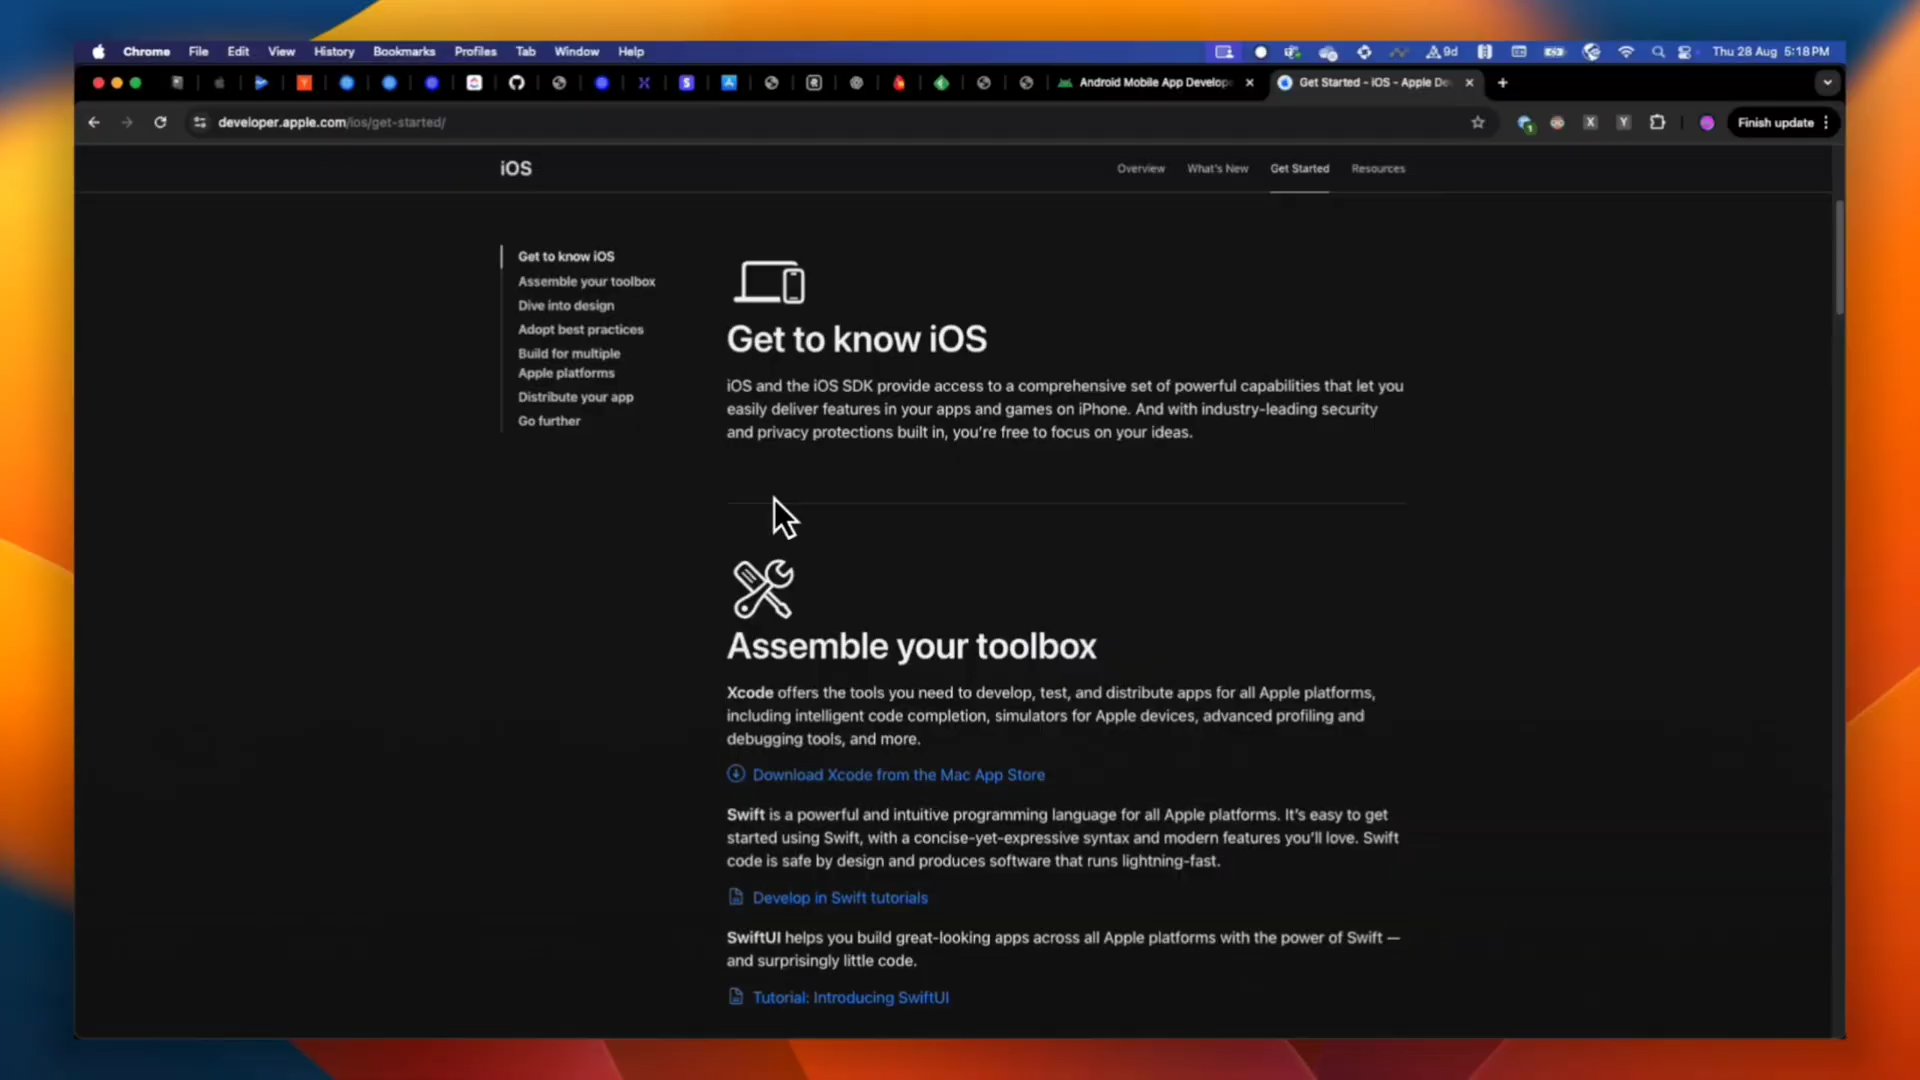 Chrome File Edit View History Bookmarks Profiles Tab Window Help
9d
Thu 28 Aug 5:18 PM
Android Mobile App Develop
Get Started - iOS - Apple De
developer.apple.com/ios/get-started/
Finish update
iOS
Overview What's New Get Started Resources
Get to know iOS
Assemble your toolbox
Dive into design
Adopt best practices
Build for multiple
Apple platforms
Distribute your app
Go further
Get to know iOS
iOS and the iOS SDK provide access to a comprehensive set of powerful capabilities that let you
easily deliver features in your apps and games on iPhone. And with industry-leading security
and privacy protections built in, you're free to focus on your ideas.
Assemble your toolbox
Xcode offers the tools you need to develop, test, and distribute apps for all Apple platforms,
including intelligent code completion, simulators for Apple devices, advanced profiling and
debugging tools, and more.
Download Xcode from the Mac App Store
Swift is a powerful and intuitive programming language for all Apple platforms. It's easy to get
started using Swift, with a concise-yet-expressive syntax and modern features you'll love. Swift
code is safe by design and produces software that runs lightning-fast.
Develop in Swift tutorials
SwiftUI helps you build great-looking apps across all Apple platforms with the power of Swift —
and surprisingly little code.
Tutorial: Introducing SwiftUI